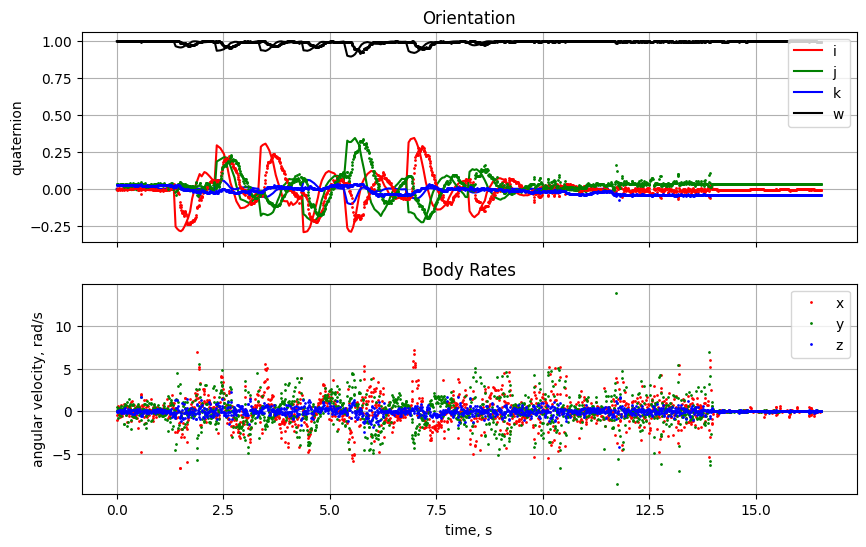 Orientation
1.00
0.75
0.50
0.25
0.00
−0.25
quaternion
i
j
k
w
Body Rates
10
5
0
−5
angular velocity, rad/s
x
y
z
0.0 2.5 5.0 7.5 10.0 12.5 15.0
time, s